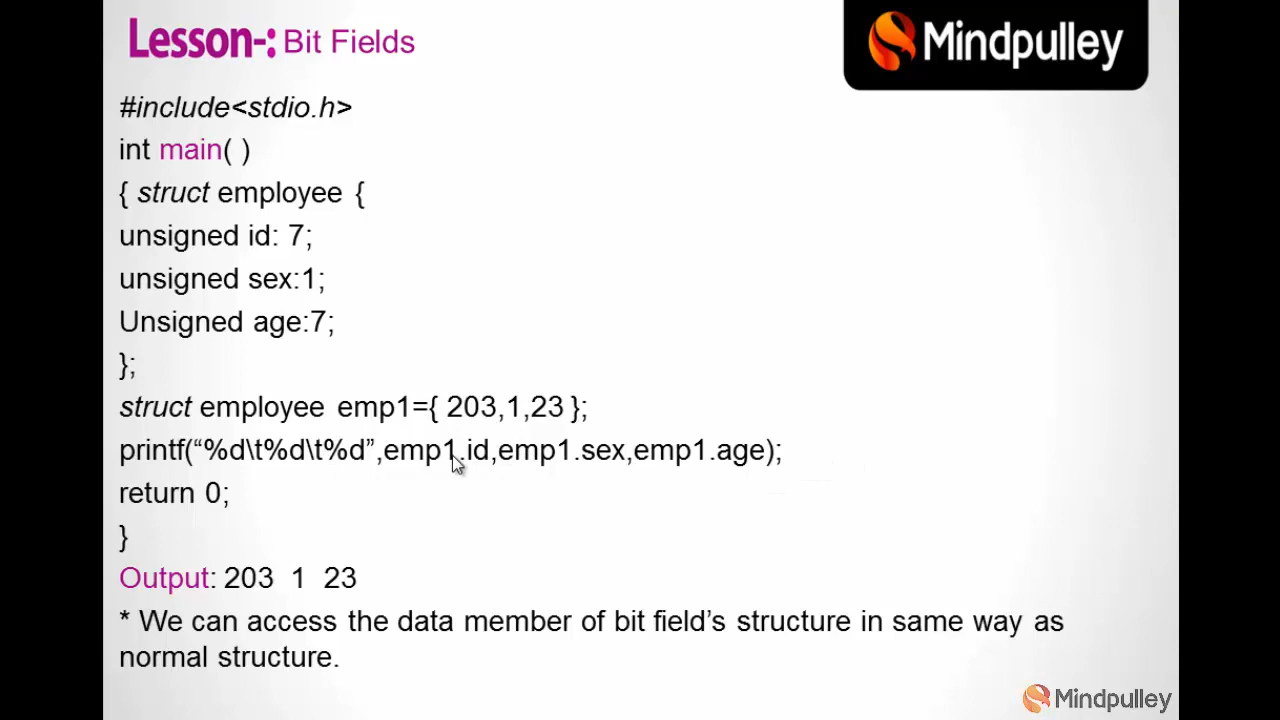 Lesson-: Bit Fields
Mindpulley
#include<stdio.h>
int main( )
{ struct employee {
unsigned id: 7;
unsigned sex:1;
Unsigned age:7;
};
struct employee emp1={ 203,1,23 };
printf(“%d\t%d\t%d”,emp1.id,emp1.sex,emp1.age);
return 0;
}
Output: 203 1 23
* We can access the data member of bit field’s structure in same way as
normal structure.
Mindpulley